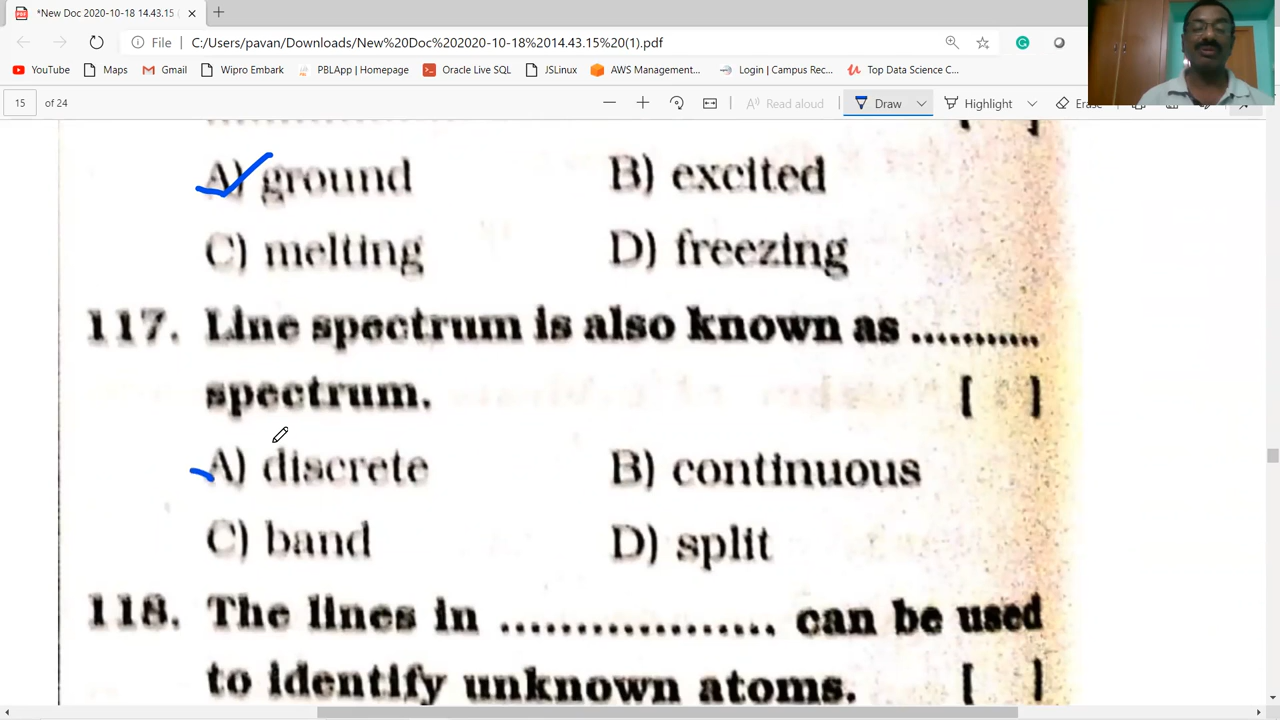 *New Doc 2020-10-18 14.43.15 (
File C:/Users/pavan/Downloads/New%20Doc%202020-10-18%2014.43.15%20(1).pdf
YouTube Maps Gmail Wipro Embark PBLApp | Homepage Oracle Live SQL JSLinux AWS Management... Login | Campus Rec... Top Data Science C...
15 of 24 Read aloud Draw Highlight Erase
A) ground B) excited
C) melting D) freezing
117. Line spectrum is also known as ...........
spectrum. [ ]
A) discrete B) continuous
C) band D) split
118. The lines in .................. can be used
to identify unknown atoms. [ ]